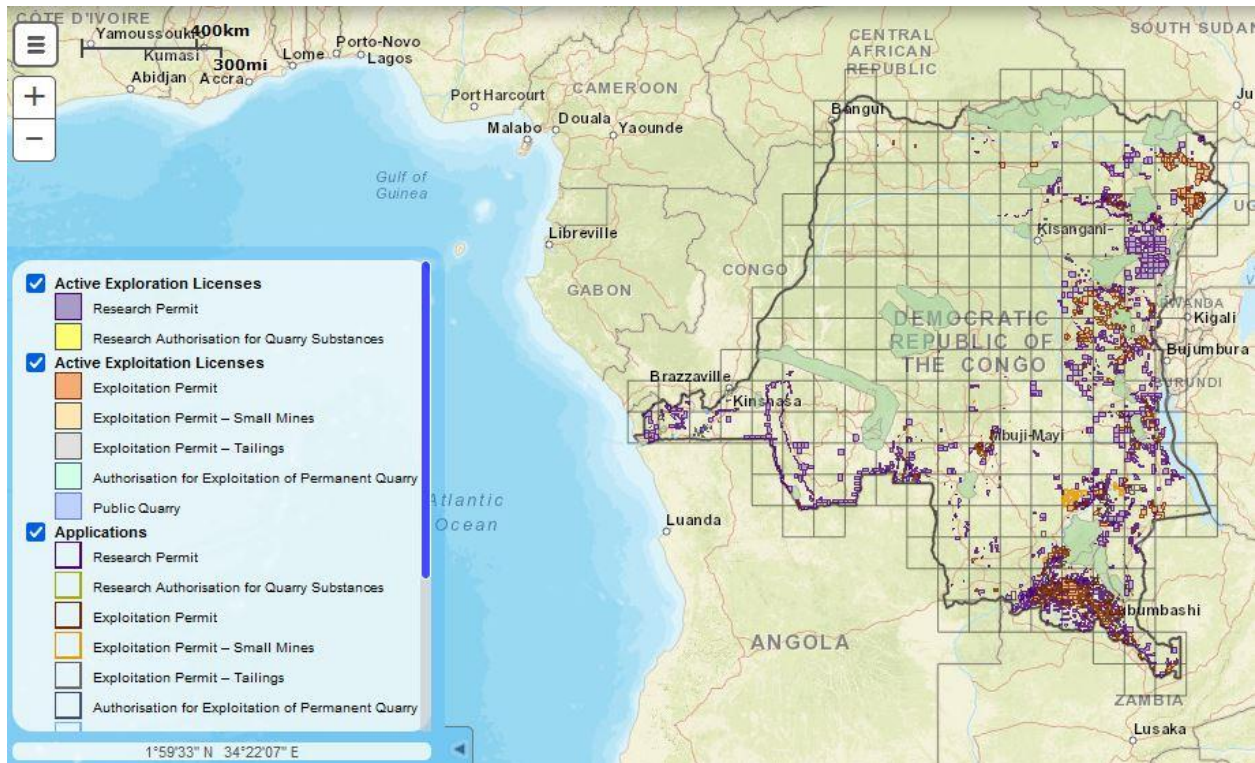 CÔTE D'IVOIRE
Yamoussoukro
400km
Kumasi
300mi
Abidjan
Accra
Lome
Porto-Novo
Lagos
CENTRAL
AFRICAN
REPUBLIC
SOUTH SUDAN
CAMEROON
Port Harcourt
Douala
Malabo
Yaounde
Bangui
Ju
Gulf of
Guinea
Libreville
Kisangani
UG
CONGO
GABON
RWANDA
Kigali
DEMOCRATIC
REPUBLIC OF
THE CONGO
Bujumbura
BURUNDI
Brazzaville
Kinshasa
Mbuji-Mayi
Atlantic
Ocean
Luanda
ubumbashi
ANGOLA
ZAMBIA
Lusaka
+
−
Active Exploration Licenses
Research Permit
Research Authorisation for Quarry Substances
Active Exploitation Licenses
Exploitation Permit
Exploitation Permit – Small Mines
Exploitation Permit – Tailings
Authorisation for Exploitation of Permanent Quarry
Public Quarry
Applications
Research Permit
Research Authorisation for Quarry Substances
Exploitation Permit
Exploitation Permit – Small Mines
Exploitation Permit – Tailings
Authorisation for Exploitation of Permanent Quarry
1°59'33" N 34°22'07" E